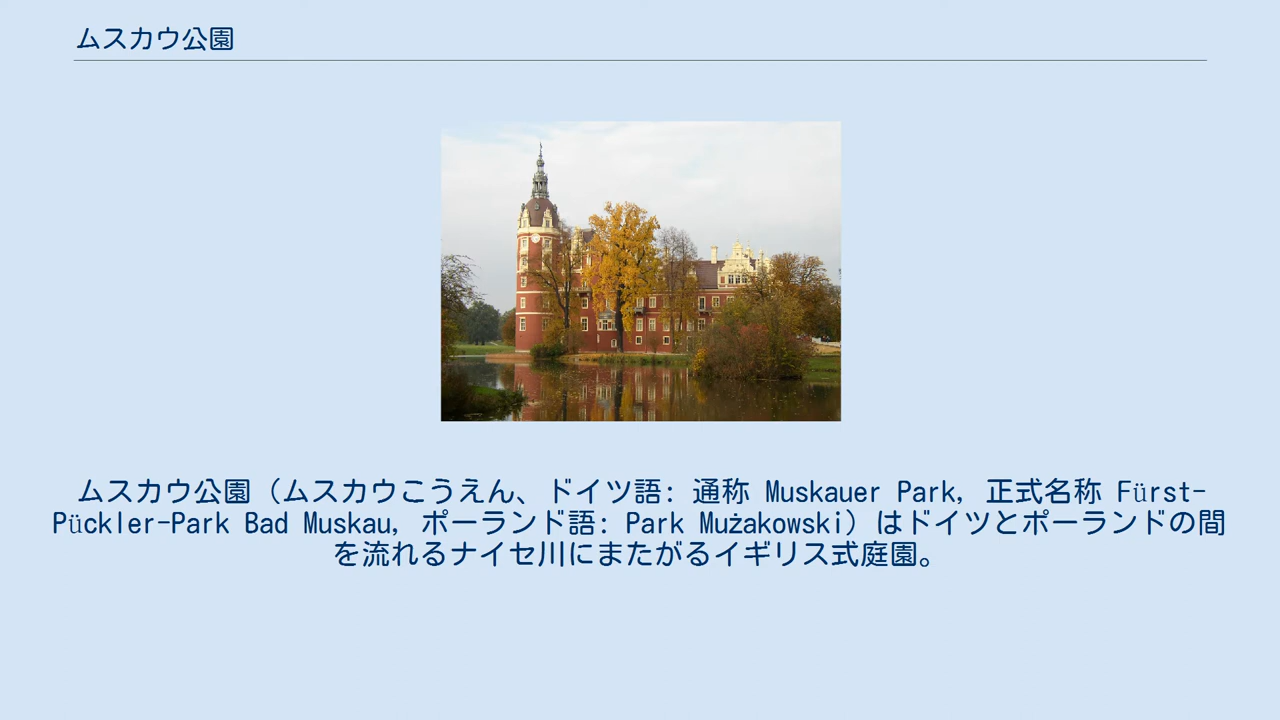 ムスカウ公園
ムスカウ公園（ムスカウこうえん、ドイツ語: 通称 Muskauer Park, 正式名称 Fürst-
Pückler-Park Bad Muskau, ポーランド語: Park Mużakowski）はドイツとポーランドの間
を流れるナイセ川にまたがるイギリス式庭園。